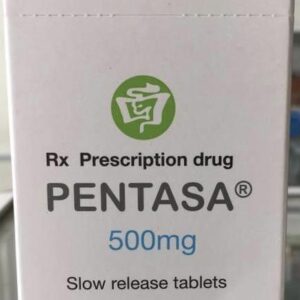 Rx Prescription drug
PENTASA®
500mg
Slow release tablets